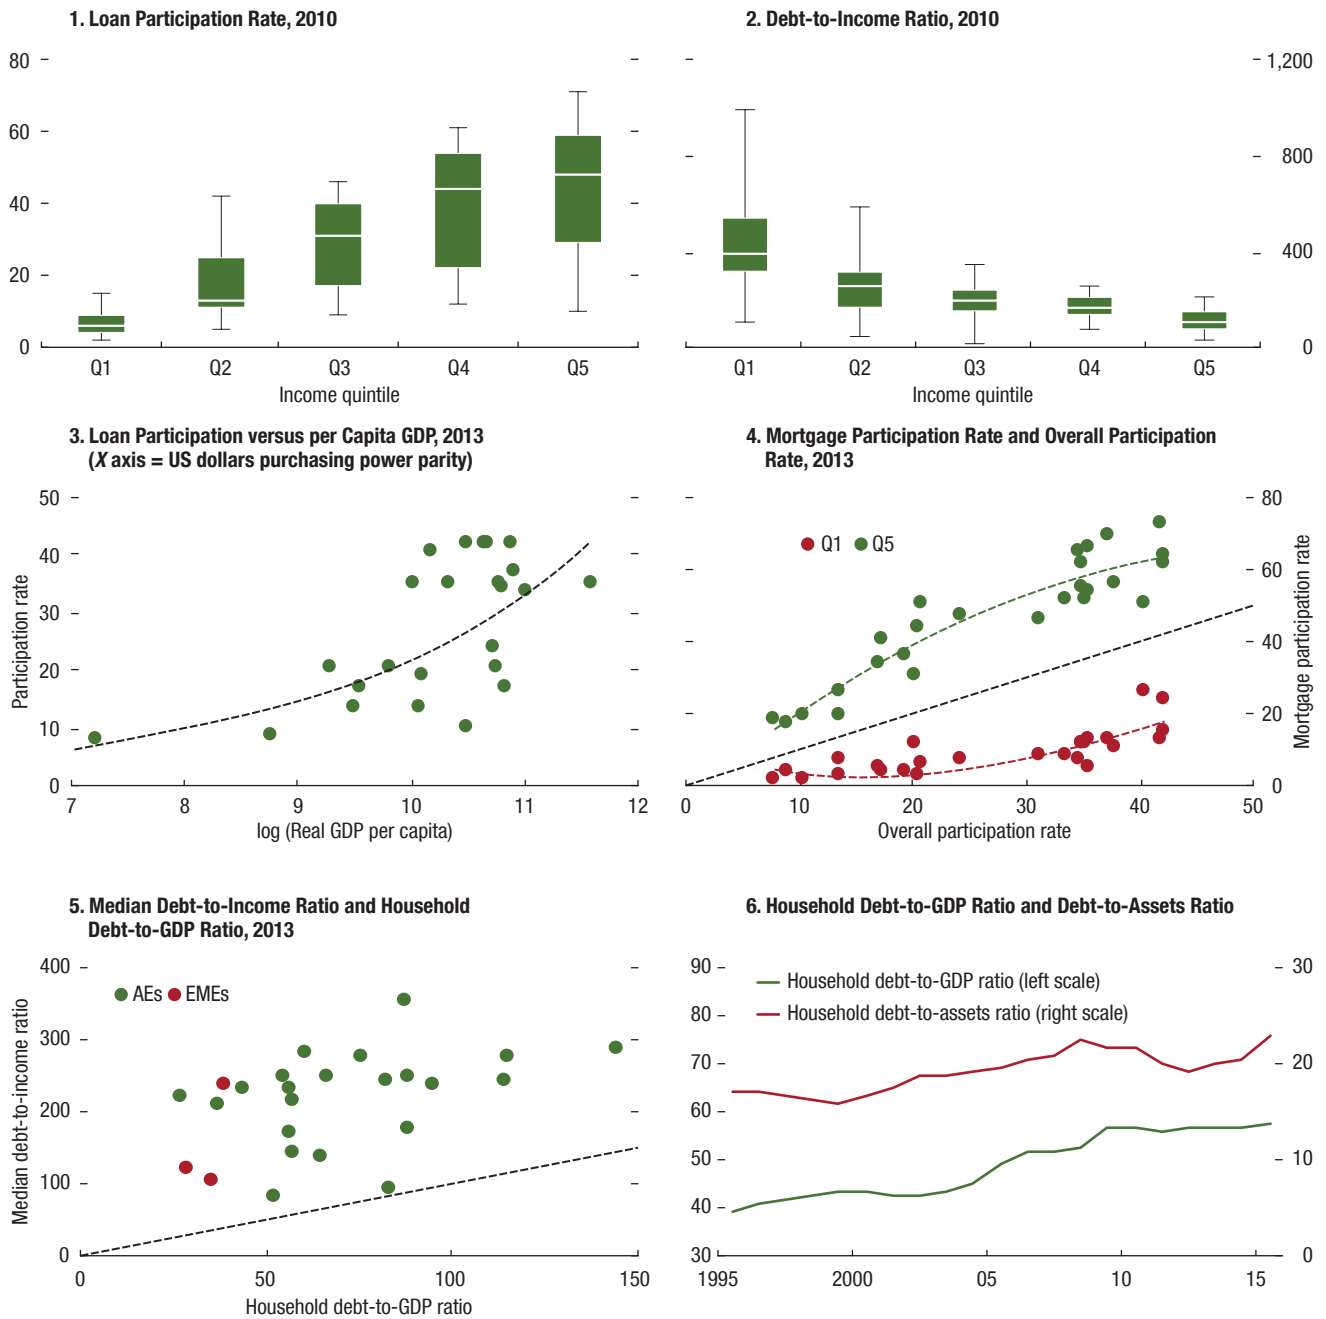 1. Loan Participation Rate, 2010
80
60
40
20
0
Q1 Q2 Q3 Q4 Q5
Income quintile
2. Debt-to-Income Ratio, 2010
1,200
800
400
0
Q1 Q2 Q3 Q4 Q5
Income quintile
3. Loan Participation versus per Capita GDP, 2013
(X axis = US dollars purchasing power parity)
Participation rate
50
40
30
20
10
0
7 8 9 10 11 12
log (Real GDP per capita)
4. Mortgage Participation Rate and Overall Participation
Rate, 2013
Q1 Q5
80
60
40
20
0
Mortgage participation rate
0 10 20 30 40 50
Overall participation rate
5. Median Debt-to-Income Ratio and Household
Debt-to-GDP Ratio, 2013
Median debt-to-income ratio
400
300
200
100
0
AEs EMEs
0 50 100 150
Household debt-to-GDP ratio
6. Household Debt-to-GDP Ratio and Debt-to-Assets Ratio
90
80
70
60
50
40
30
Household debt-to-GDP ratio (left scale)
Household debt-to-assets ratio (right scale)
30
20
10
0
1995 2000 05 10 15